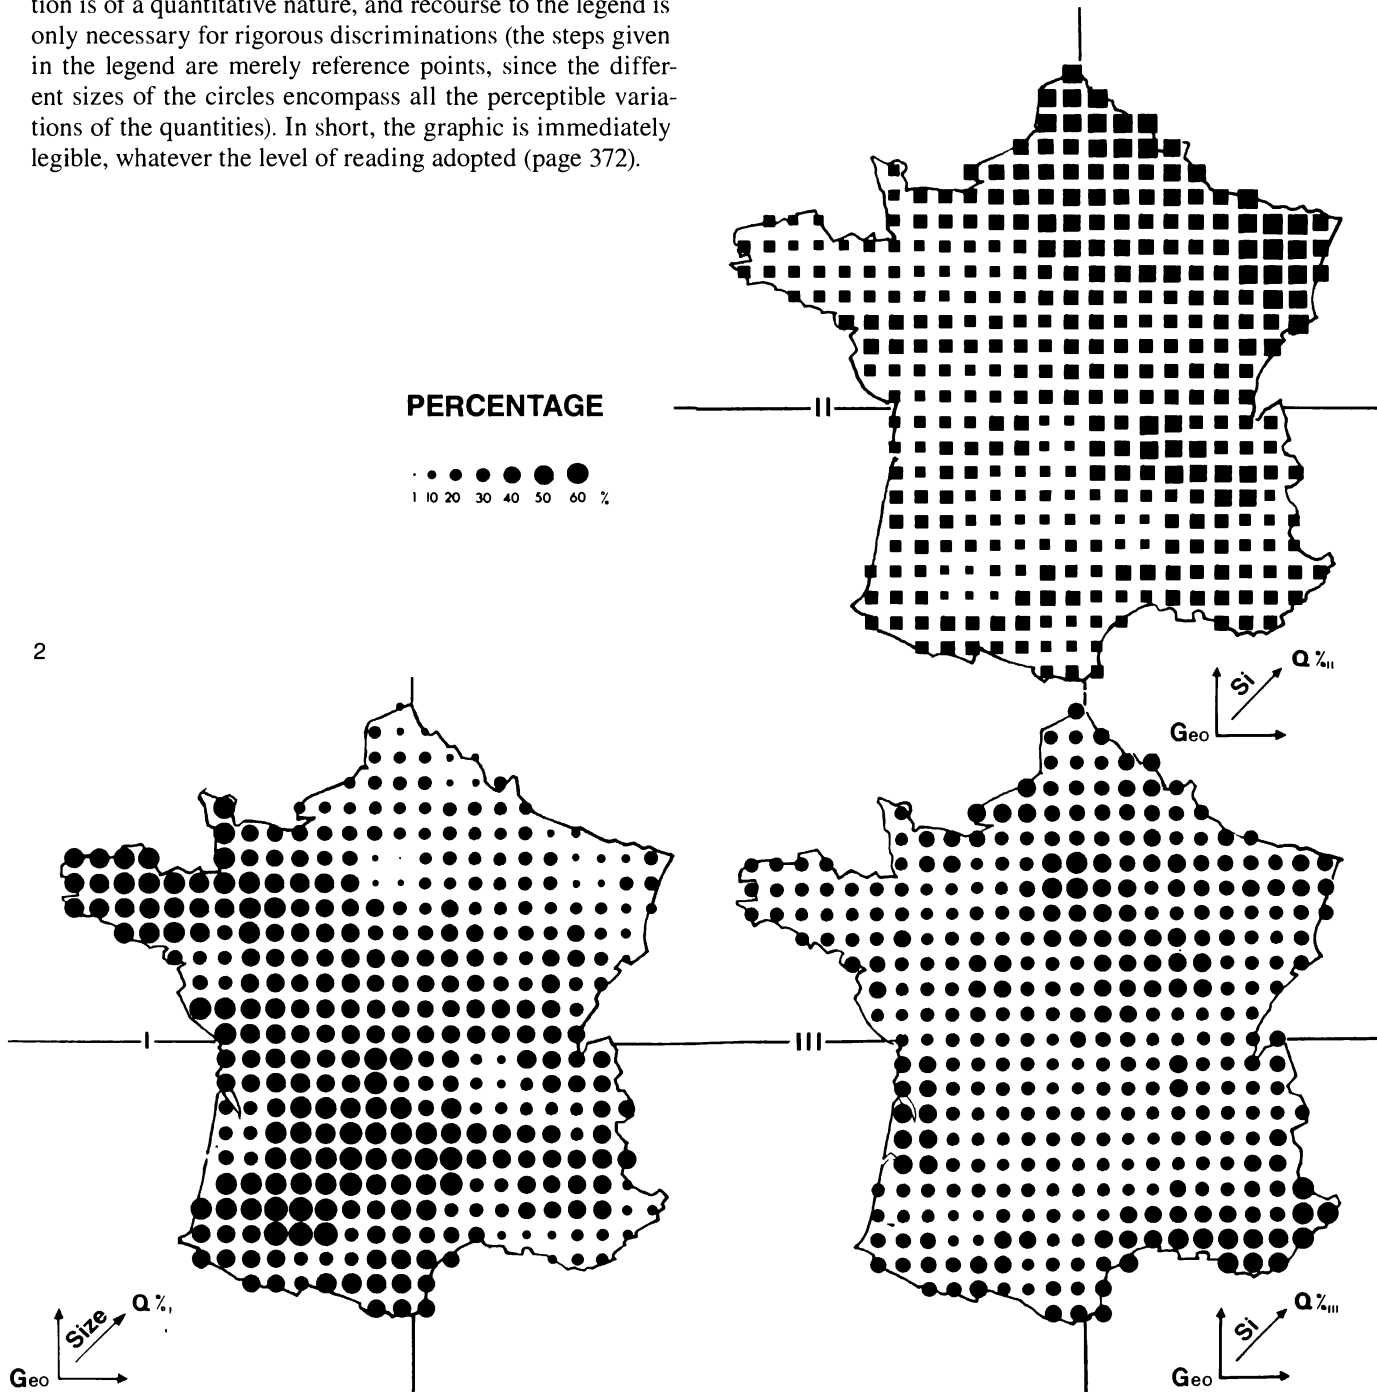 tion is of a quantitative nature, and recourse to the legend is
only necessary for rigorous discriminations (the steps given
in the legend are merely reference points, since the differ-
ent sizes of the circles encompass all the perceptible varia-
tions of the quantities). In short, the graphic is immediately
legible, whatever the level of reading adopted (page 372).
PERCENTAGE
1 10 20 30 40 50 60 %
II
2
Si
Q %II
Geo
I
III
Size
Q %I
Geo
Si
Q %III
Geo